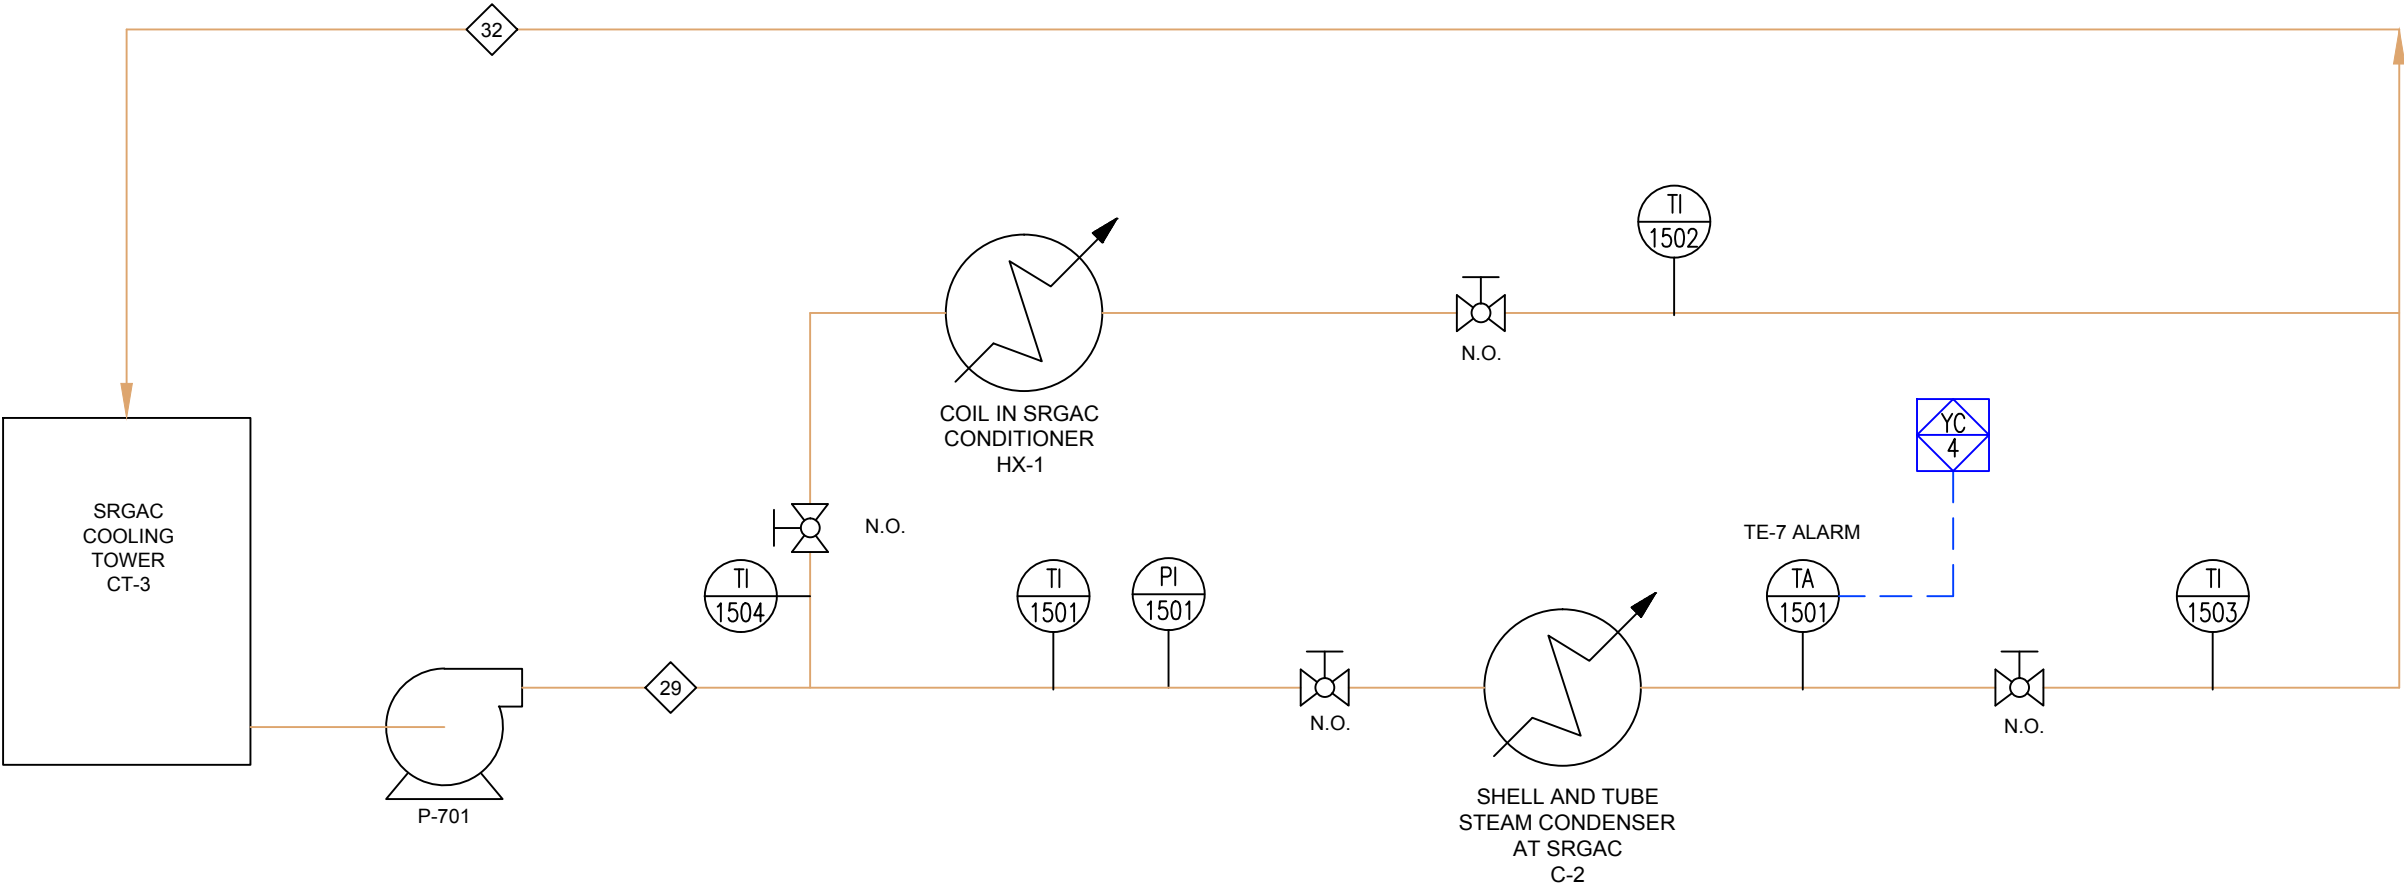 32
TI
1502
N.O.
COIL IN SRGAC
CONDITIONER
HX-1
YC
4
SRGAC
COOLING
TOWER
CT-3
N.O.
TE-7 ALARM
TI
1504
TI
1501
PI
1501
TA
1501
TI
1503
29
N.O.
N.O.
P-701
SHELL AND TUBE
STEAM CONDENSER
AT SRGAC
C-2